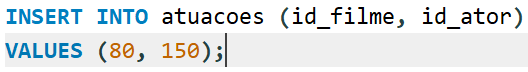 INSERT INTO atuacoes (id_filme, id_ator)
VALUES (80, 150);